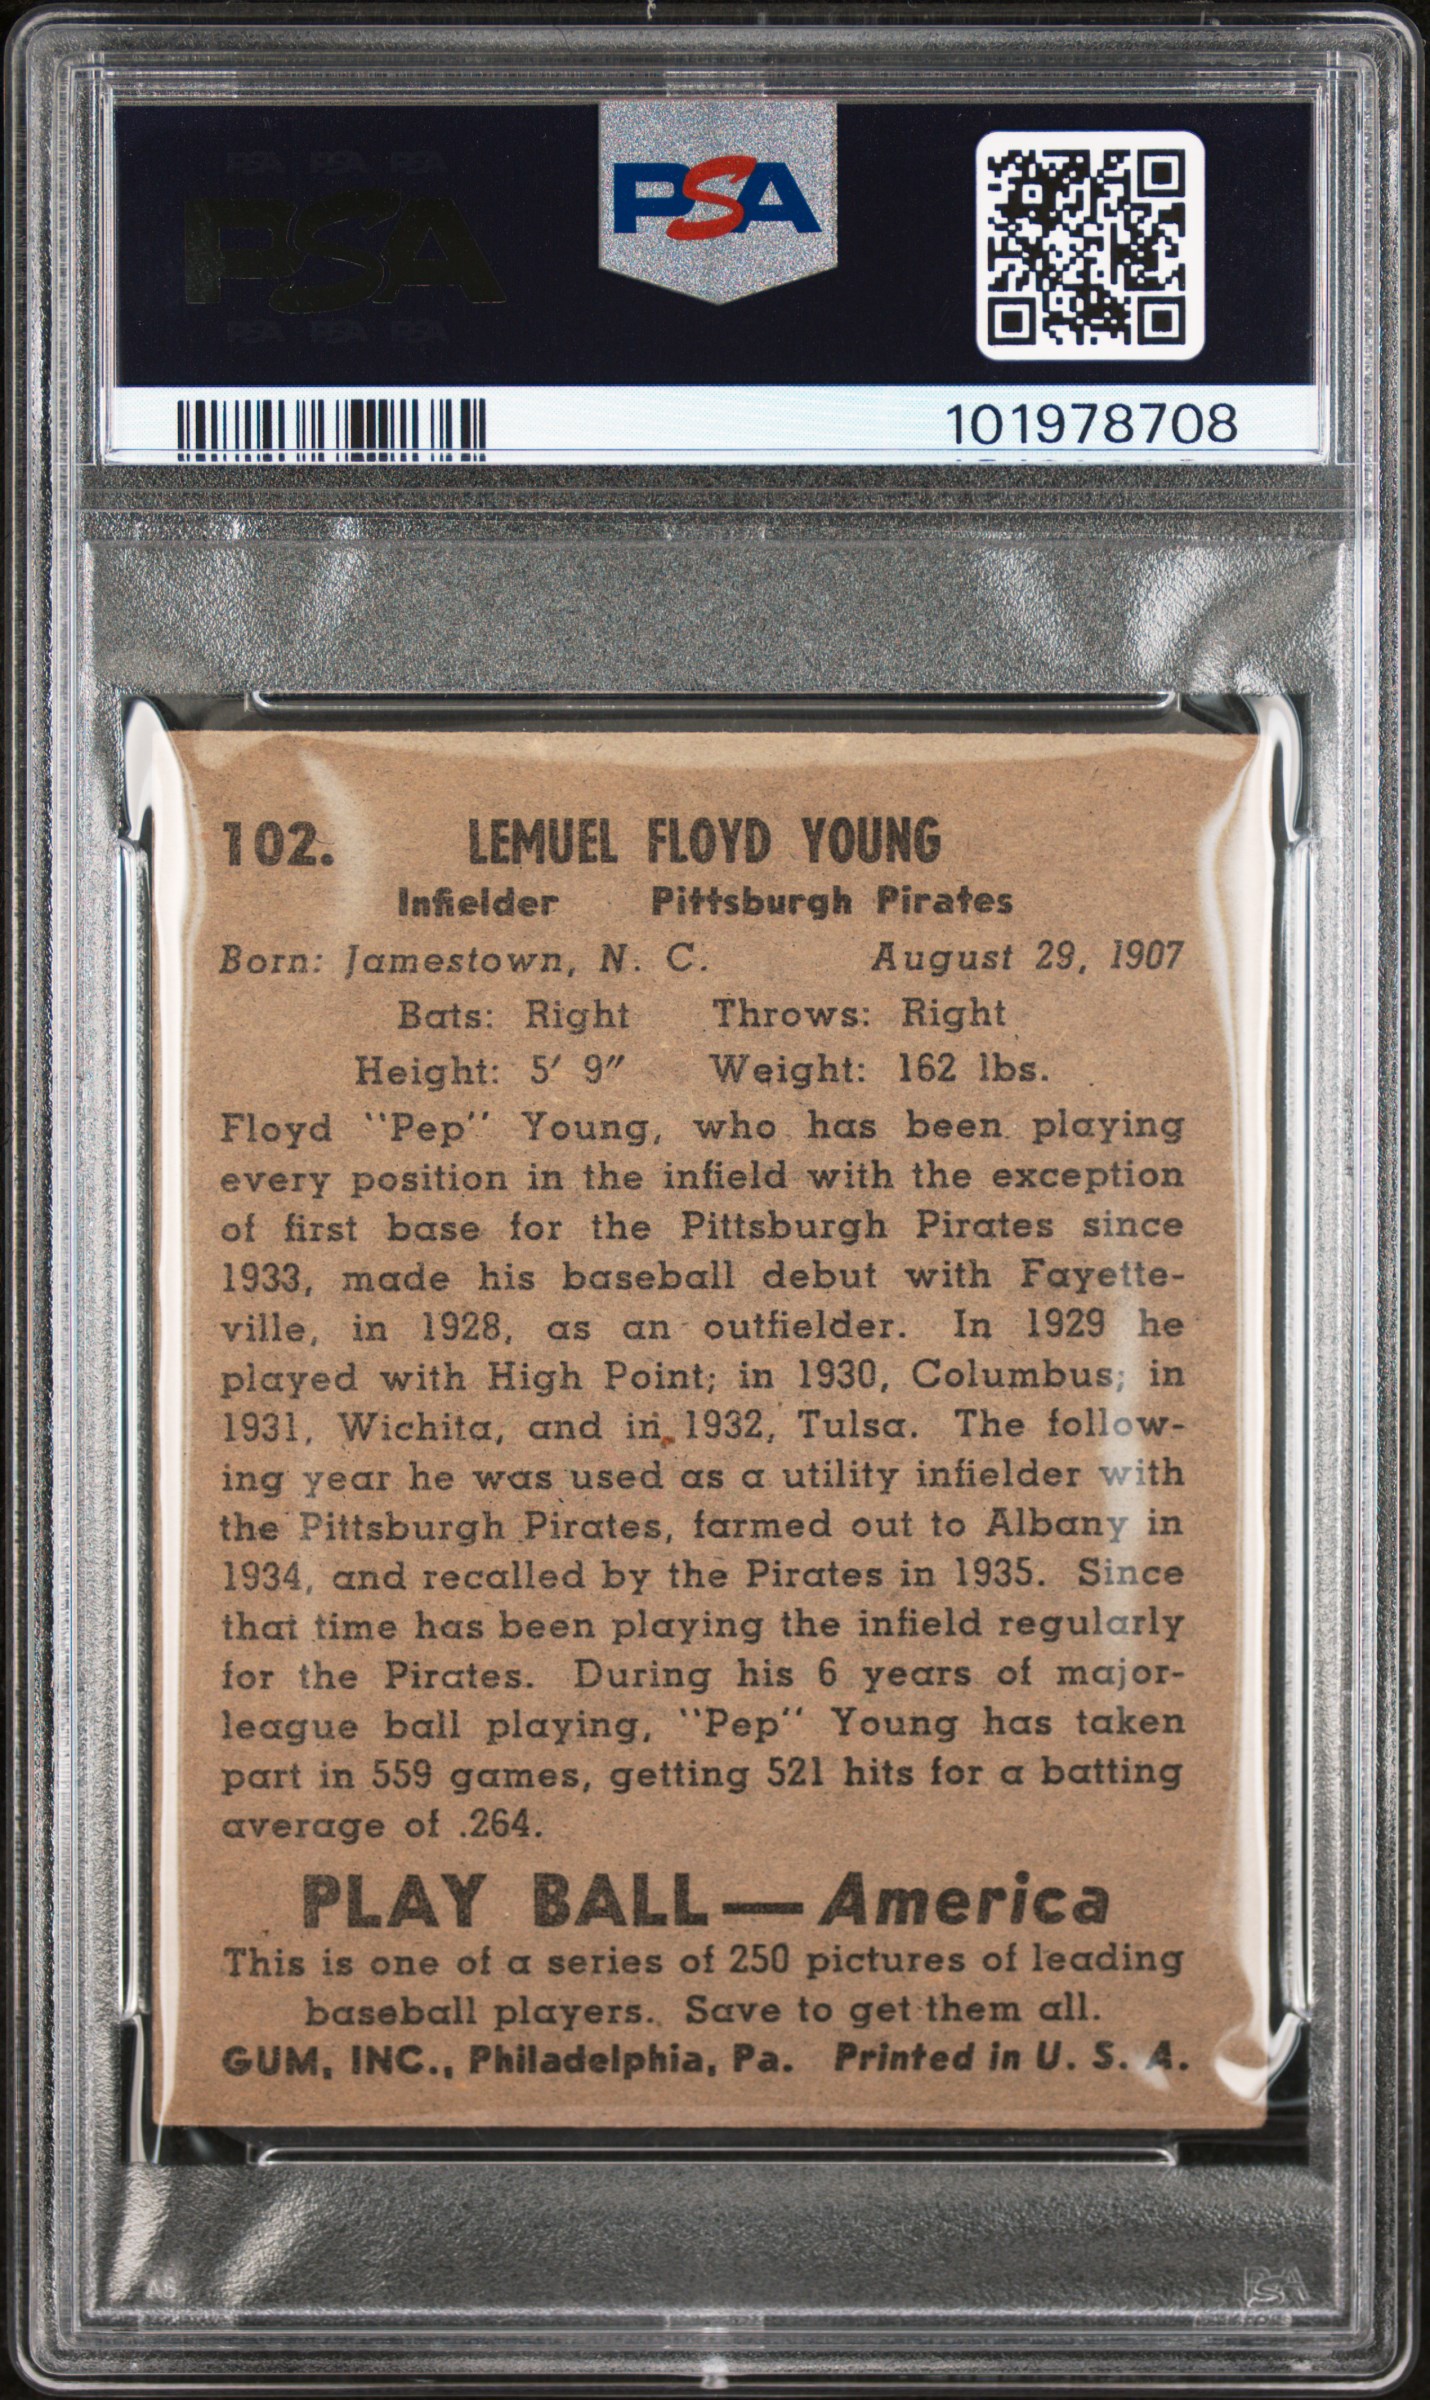 PSA PSA PSA
PSA
PSA PSA PSA
PSA
101978708
102. LEMUEL FLOYD YOUNG
Infielder Pittsburgh Pirates
Born: Jamestown, N. C. August 29, 1907
Bats: Right Throws: Right
Height: 5′ 9″ Weight: 162 lbs.
Floyd "Pep" Young, who has been playing
every position in the infield with the exception
of first base for the Pittsburgh Pirates since
1933, made his baseball debut with Fayette-
ville, in 1928, as an outfielder. In 1929 he
played with High Point; in 1930, Columbus; in
1931, Wichita, and in 1932, Tulsa. The follow-
ing year he was used as a utility infielder with
the Pittsburgh Pirates, farmed out to Albany in
1934, and recalled by the Pirates in 1935. Since
that time has been playing the infield regularly
for the Pirates. During his 6 years of major-
league ball playing, "Pep" Young has taken
part in 559 games, getting 521 hits for a batting
average of .264.
PLAY BALL—America
This is one of a series of 250 pictures of leading
baseball players. Save to get them all.
GUM, INC., Philadelphia, Pa. Printed in U. S. A.
PSA